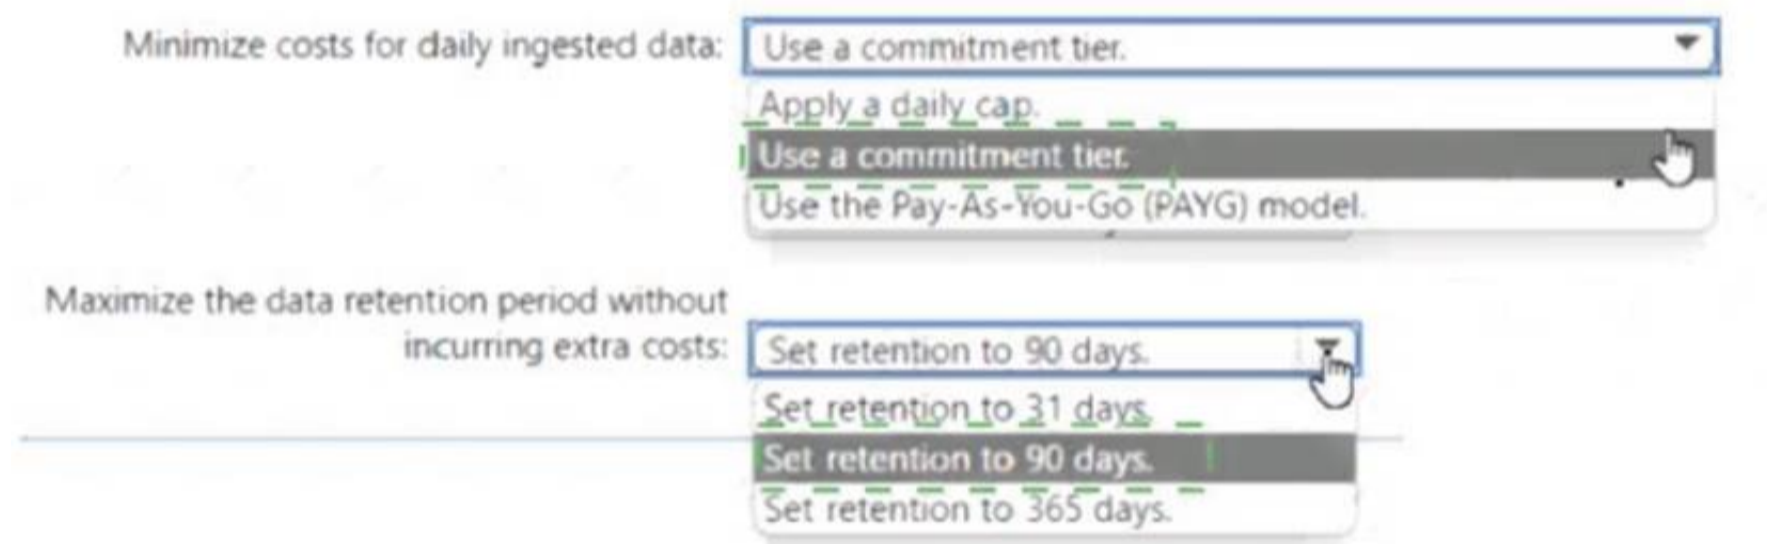 Minimize costs for daily ingested data:
Use a commitment tier.
Apply a daily cap.
Use a commitment tier.
Use the Pay-As-You-Go (PAYG) model.
Maximize the data retention period without
incurring extra costs:
Set retention to 90 days.
Set retention to 31 days.
Set retention to 90 days.
Set retention to 365 days.